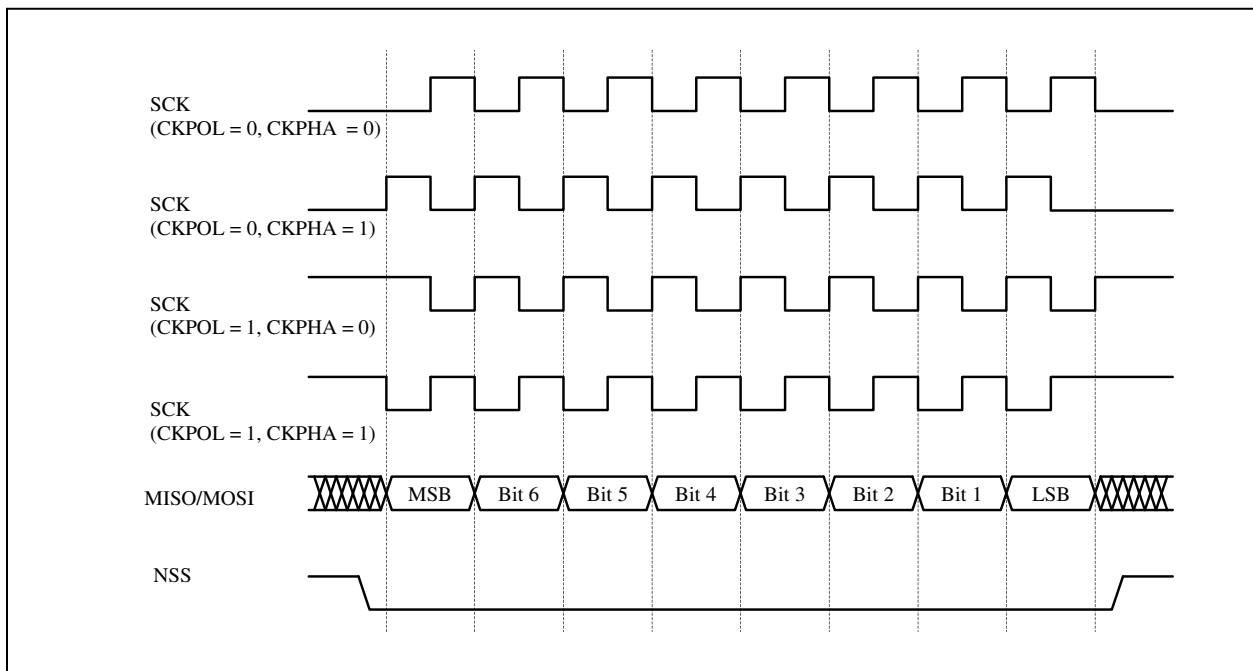 SCK
(CKPOL = 0, CKPHA = 0)
SCK
(CKPOL = 0, CKPHA = 1)
SCK
(CKPOL = 1, CKPHA = 0)
SCK
(CKPOL = 1, CKPHA = 1)
MISO/MOSI MSB Bit 6 Bit 5 Bit 4 Bit 3 Bit 2 Bit 1 LSB
NSS